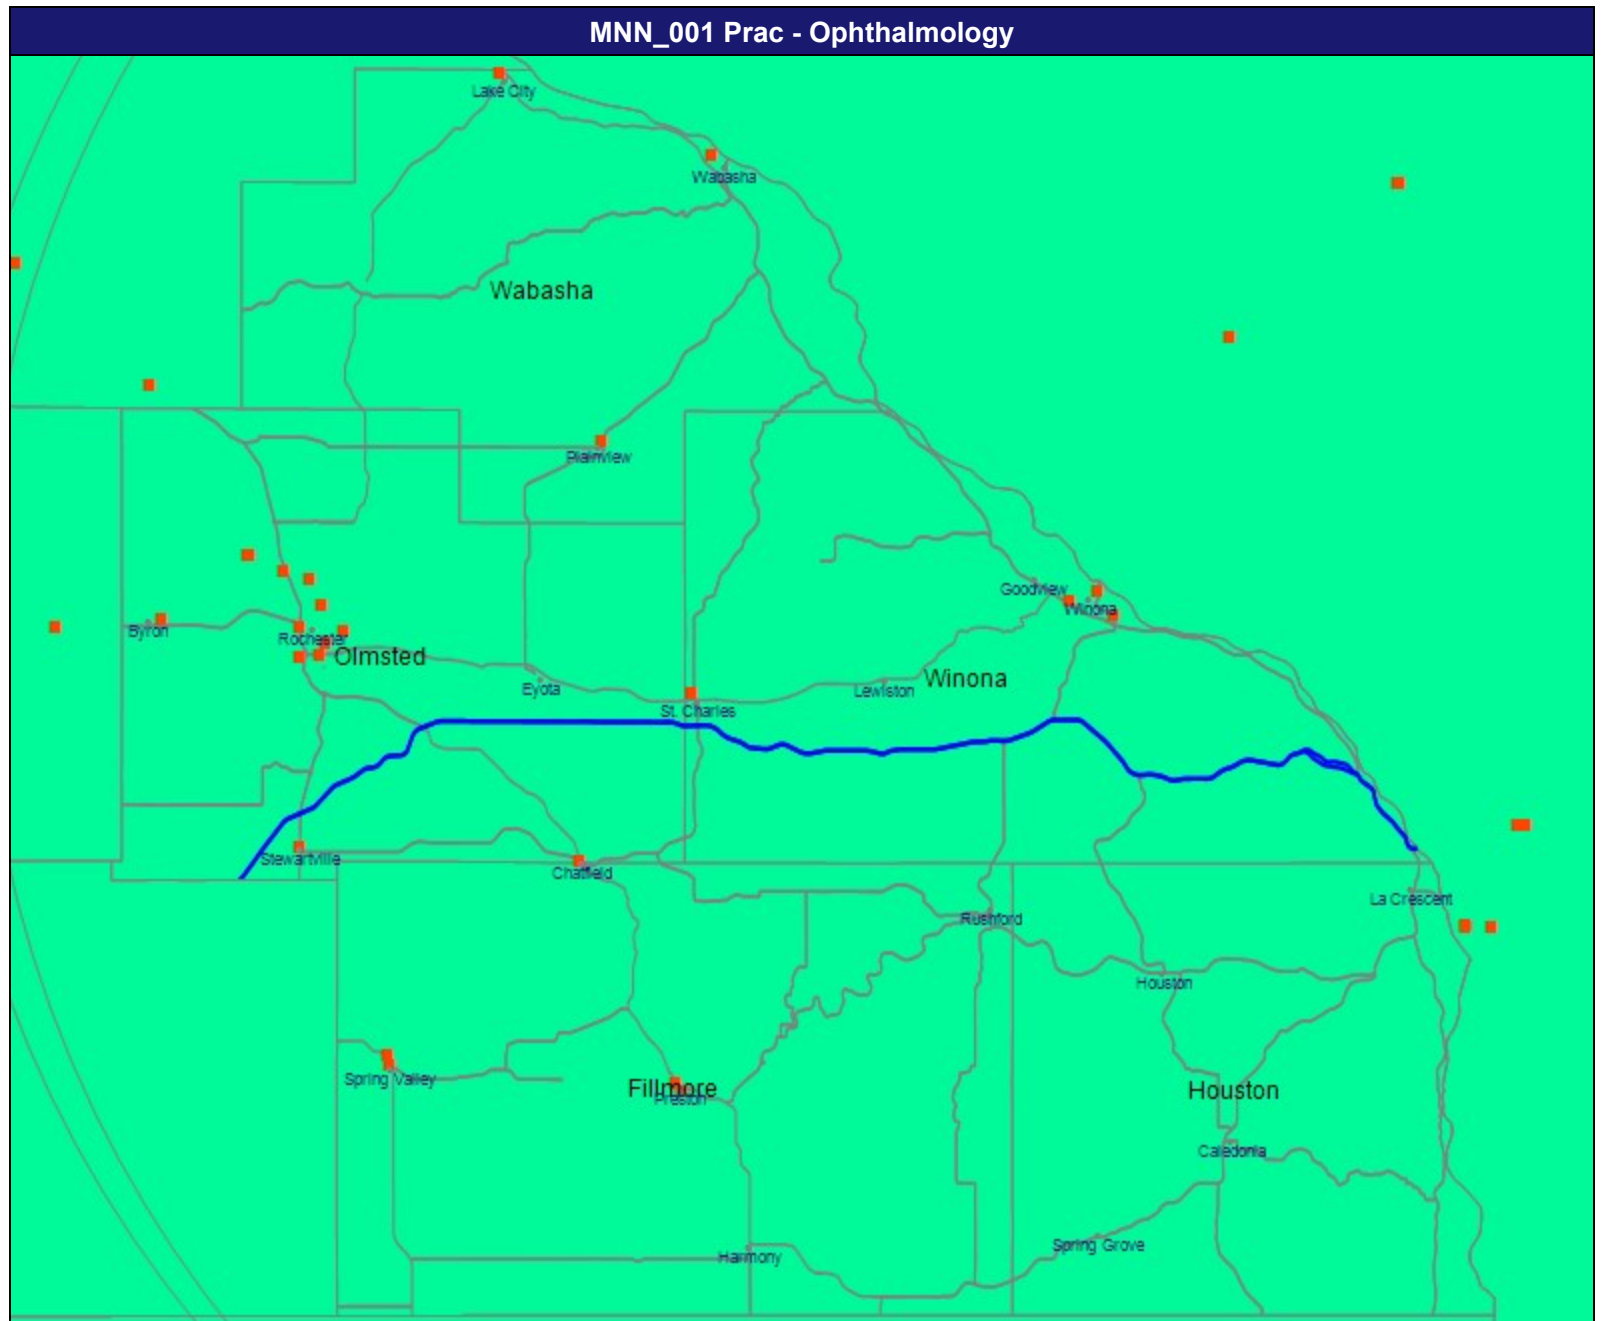 MNN_001 Prac - Ophthalmology
Lake City
Wabasha
Wabasha
Plainview
Goodview
Winona
Byron
Rochester
Olmsted
Eyota
Lewiston
Winona
St. Charles
Stewartville
Chatfield
La Crescent
Rushford
Houston
Spring Valley
Fillmore
Preston
Houston
Caledonia
Spring Grove
Harmony